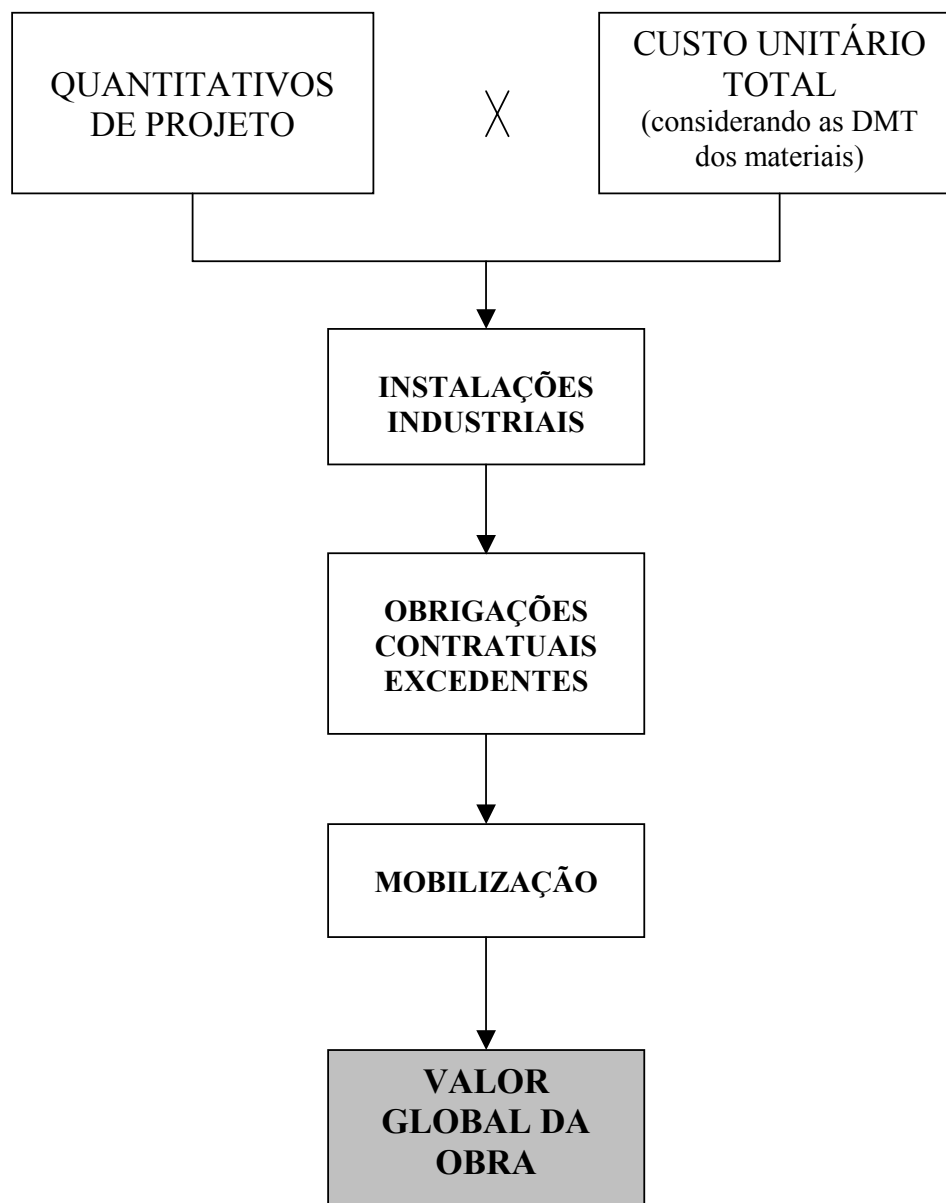 QUANTITATIVOS
DE PROJETO
CUSTO UNITÁRIO
TOTAL
(considerando as DMT
dos materiais)
INSTALAÇÕES
INDUSTRIAIS
OBRIGAÇÕES
CONTRATUAIS
EXCEDENTES
MOBILIZAÇÃO
VALOR
GLOBAL DA
OBRA